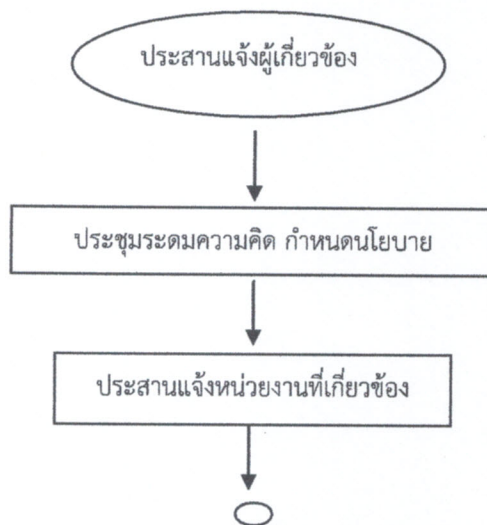 ประสานแจ้งผู้เกี่ยวข้อง
ประชุมระดมความคิด กำหนดนโยบาย
ประสานแจ้งหน่วยงานที่เกี่ยวข้อง